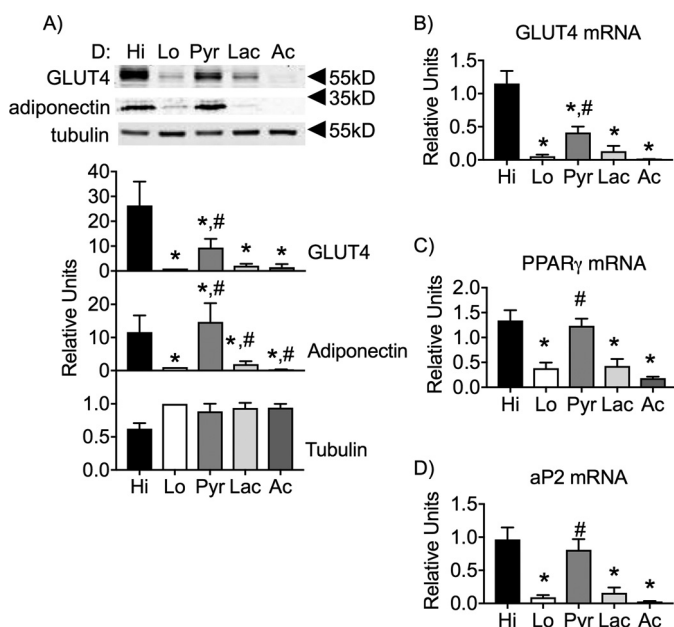 A)
D: Hi Lo Pyr Lac Ac
GLUT4 55kD
35kD
adiponectin
tubulin 55kD
40
30
20
10
0
* *,# * *
GLUT4
Relative Units
20
10
0
* *,# *,# *,#
Adiponectin
1.0
0.5
0.0
Tubulin
Hi Lo Pyr Lac Ac
B)
GLUT4 mRNA
Relative Units
1.5
1.0
0.5
0.0
* *,# * *
Hi Lo Pyr Lac Ac
C)
PPARγ mRNA
Relative Units
2.0
1.5
1.0
0.5
0.0
* # * *
Hi Lo Pyr Lac Ac
D)
aP2 mRNA
Relative Units
1.5
1.0
0.5
0.0
* # * *
Hi Lo Pyr Lac Ac